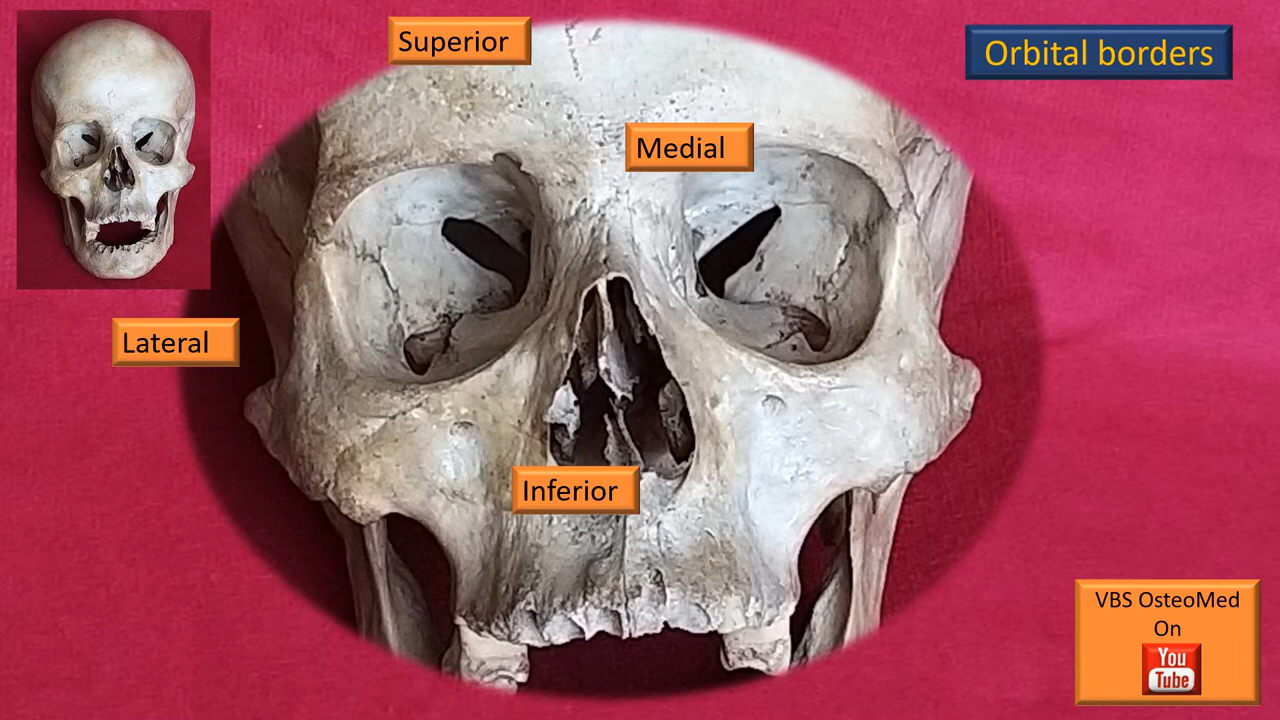 Superior
Orbital borders
Medial
Lateral
Inferior
VBS OsteoMed
On
You
Tube